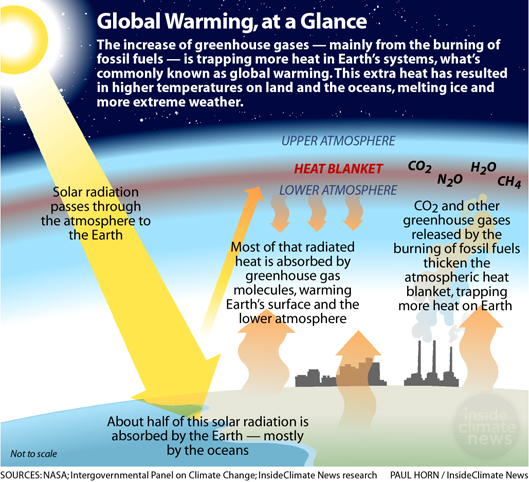 Global Warming, at a Glance
The increase of greenhouse gases — mainly from the burning of
fossil fuels — is trapping more heat in Earth's systems, what's
commonly known as global warming. This extra heat has resulted
in higher temperatures on land and the oceans, melting ice and
more extreme weather.
UPPER ATMOSPHERE
HEAT BLANKET
LOWER ATMOSPHERE
CO2
N2O
H2O
CH4
Solar radiation
passes through
the atmosphere to
the Earth
Most of that radiated
heat is absorbed by
greenhouse gas
molecules, warming
Earth's surface and the
lower atmosphere
CO2 and other
greenhouse gases
released by the
burning of fossil fuels
thicken the
atmospheric heat
blanket, trapping
more heat on Earth
About half of this solar radiation is
absorbed by the Earth — mostly
by the oceans
Not to scale
inside
climate
news
SOURCES: NASA; Intergovernmental Panel on Climate Change; InsideClimate News research PAUL HORN / InsideClimate News